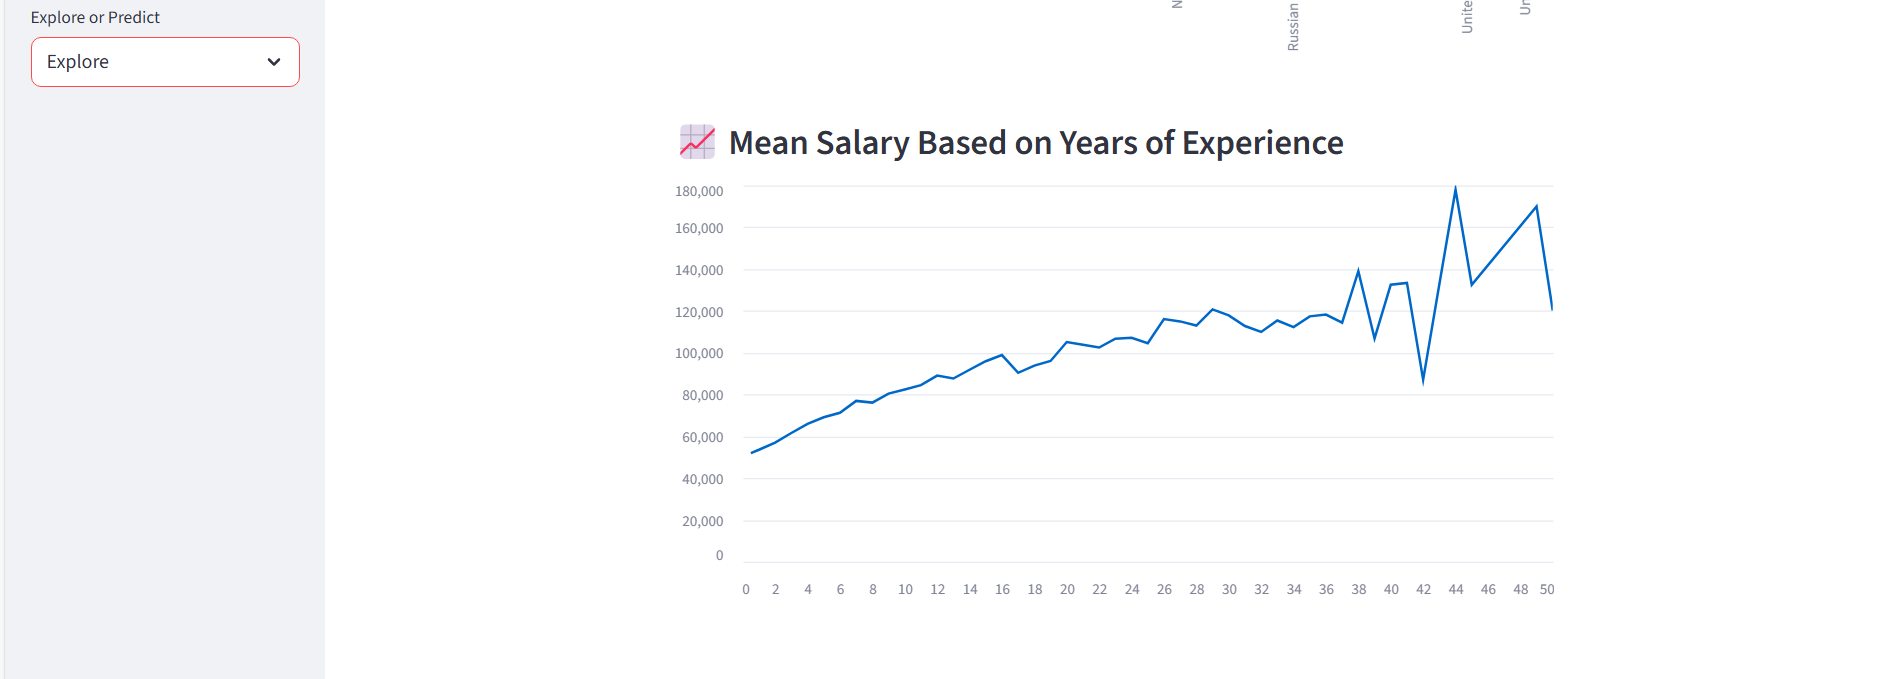 Explore or Predict
Explore
N
Russian
Unite
Un
Mean Salary Based on Years of Experience
180,000
160,000
140,000
120,000
100,000
80,000
60,000
40,000
20,000
0
0 2 4 6 8 10 12 14 16 18 20 22 24 26 28 30 32 34 36 38 40 42 44 46 48 50